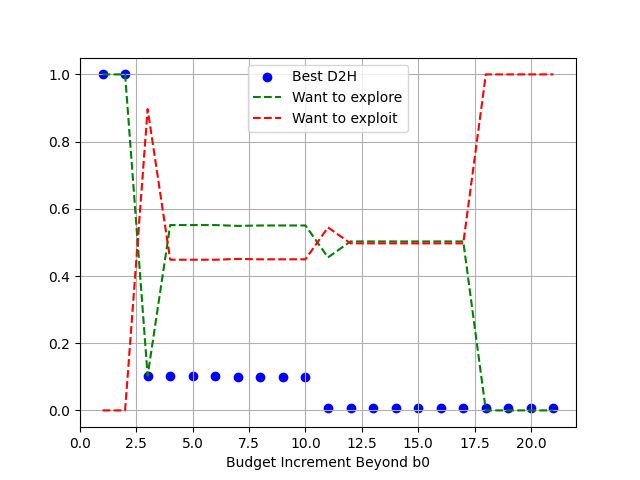 Best D2H
Want to explore
Want to exploit
1.0
0.8
0.6
0.4
0.2
0.0
0.0 2.5 5.0 7.5 10.0 12.5 15.0 17.5 20.0
Budget Increment Beyond b0